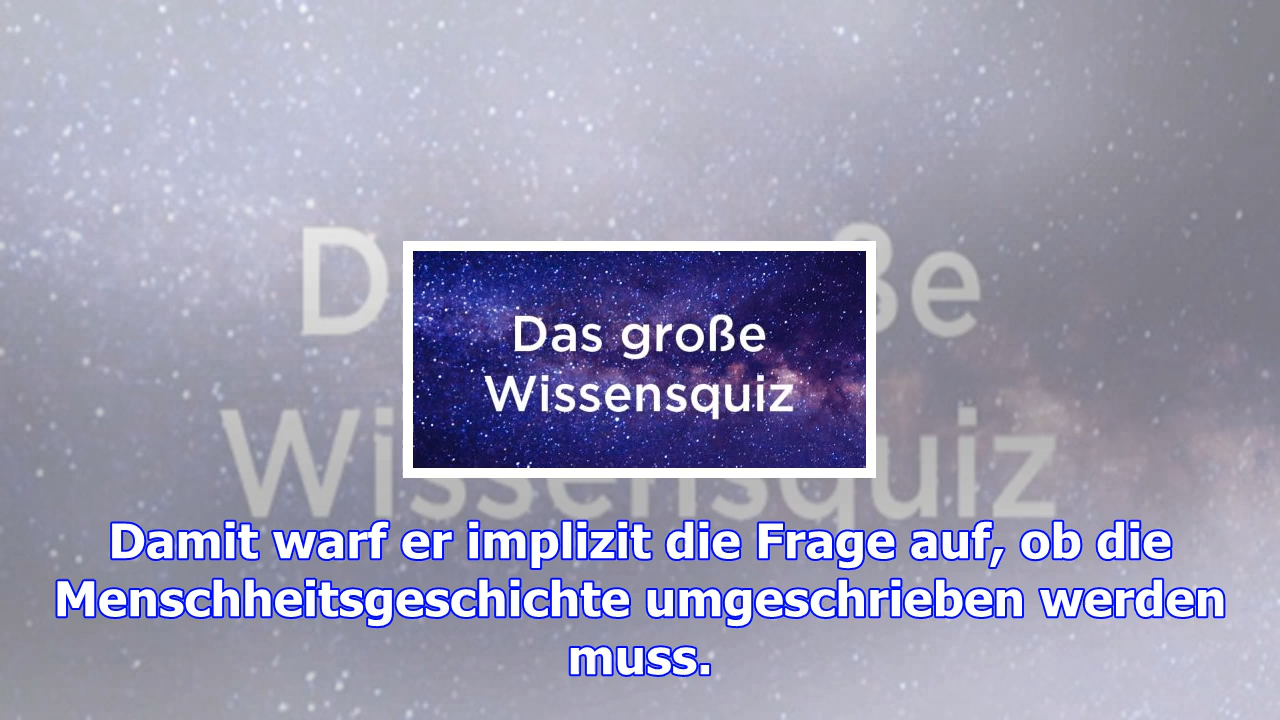 Das große
Wissensquiz
Damit warf er implizit die Frage auf, ob die
Menschheitsgeschichte umgeschrieben werden
muss.